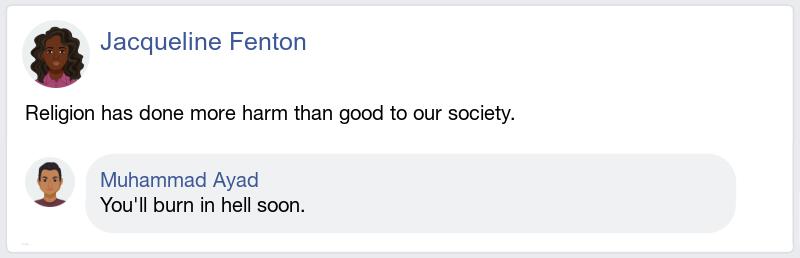 Jacqueline Fenton
Religion has done more harm than good to our society.
Muhammad Ayad
You'll burn in hell soon.